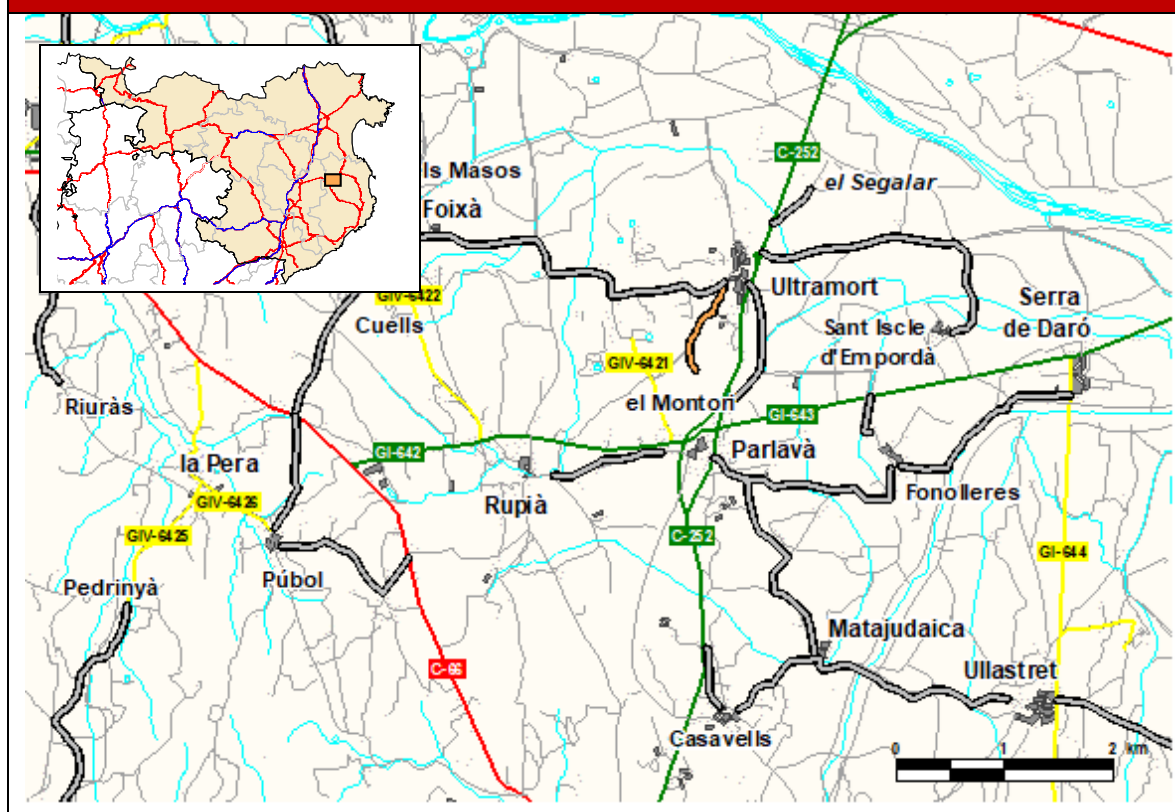 C-252
ls Masos
el Segalar
Foixà
Ultramort
GIV-6422
Serra
Cuells
Sant Iscle
de Daró
d'Empordà
GIV-6421
Riuràs
el Monton
GI-643
la Pera
GI-642
Parlavà
GIV-6426
Rupià
Fonolleres
GIV-6425
C-252
GI-644
Púbol
Pedrinyà
Matajudaica
C-66
Ullastret
Casavells
0 1 2 km